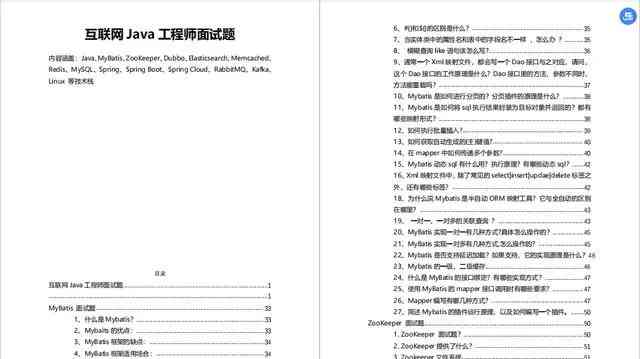 互联网 Java 工程师面试题
内容涵盖：Java, MyBatis, ZooKeeper, Dubbo, Elasticsearch, Memcached,
Redis、MySQL、Spring、Spring Boot、Spring Cloud、RabbitMQ、Kafka、
Linux 等技术栈
目录
互联网 Java 工程师面试题 1
1
MyBatis 面试题 33
1、什么是 Mybatis？ 33
2、Mybaits 的优点： 33
3、MyBatis 框架的缺点： 34
4、MyBatis 框架适用场合： 34
6、#{}和${}的区别是什么？ 35
7、当实体类中的属性名和表中的字段名不一样 ，怎么办 ？ 35
8、 模糊查询 like 语句该怎么写? 36
9、通常一个 Xml 映射文件，都会写一个 Dao 接口与之对应，请问，
这个 Dao 接口的工作原理是什么？Dao 接口里的方法，参数不同时，
方法能重载吗？ 37
10、Mybatis 是如何进行分页的？分页插件的原理是什么？ 38
11、Mybatis 是如何将 sql 执行结果封装为目标对象并返回的？都有
哪些映射形式？ 38
12、如何执行批量插入? 39
13、如何获取自动生成的(主)键值? 40
14、在 mapper 中如何传递多个参数? 40
15、Mybatis 动态 sql 有什么用？执行原理？有哪些动态 sql？ 42
16、Xml 映射文件中，除了常见的 select|insert|updae|delete 标签之
外，还有哪些标签？ 42
18、为什么说 Mybatis 是半自动 ORM 映射工具？它与全自动的区别
在哪里？ 43
19、 一对一、一对多的关联查询 ？ 43
20、MyBatis 实现一对一有几种方式?具体怎么操作的？ 45
21、MyBatis 实现一对多有几种方式,怎么操作的？ 45
22、Mybatis 是否支持延迟加载？如果支持，它的实现原理是什么？ 46
23、Mybatis 的一级、二级缓存 46
24、什么是 MyBatis 的接口绑定？有哪些实现方式？ 47
25、使用 MyBatis 的 mapper 接口调用时有哪些要求？ 47
26、Mapper 编写有哪几种方式？ 47
27、简述 Mybatis 的插件运行原理，以及如何编写一个插件。 50
ZooKeeper 面试题 50
1. ZooKeeper 面试题？ 50
2. ZooKeeper 提供了什么？ 51
3. ZooKeeper 文件系统